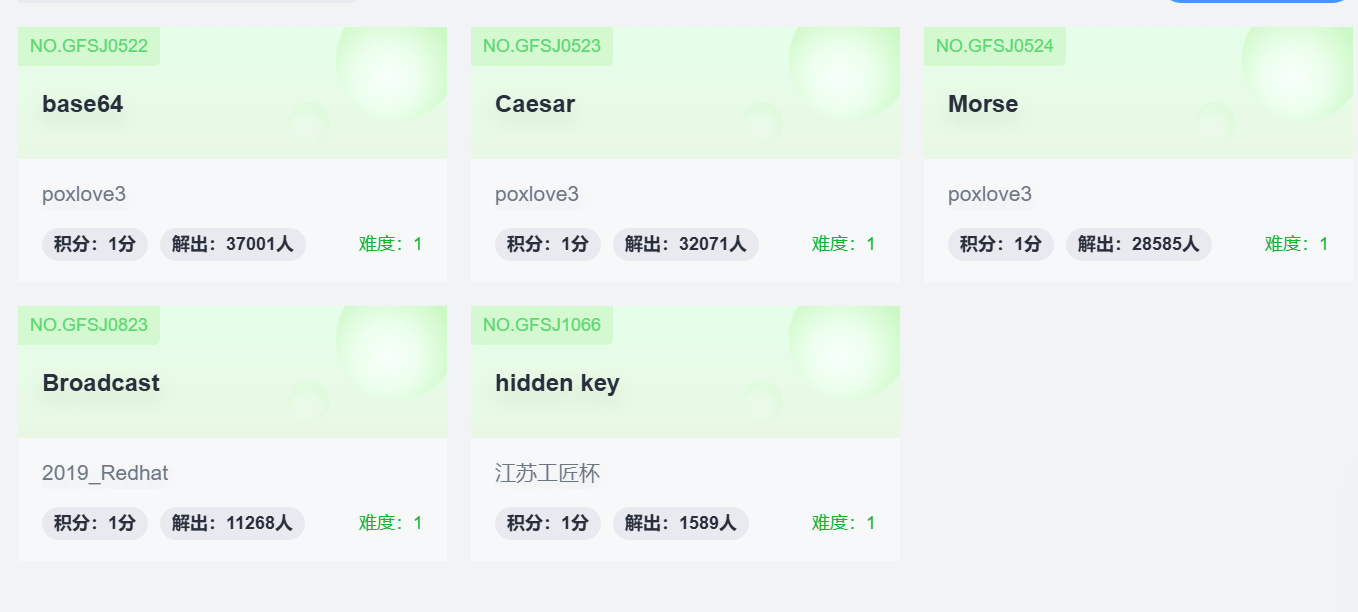 NO.GFSJ0522
base64
poxlove3
积分：1分 解出：37001人 难度：1
NO.GFSJ0523
Caesar
poxlove3
积分：1分 解出：32071人 难度：1
NO.GFSJ0524
Morse
poxlove3
积分：1分 解出：28585人 难度：1
NO.GFSJ0823
Broadcast
2019_Redhat
积分：1分 解出：11268人 难度：1
NO.GFSJ1066
hidden key
江苏工匠杯
积分：1分 解出：1589人 难度：1